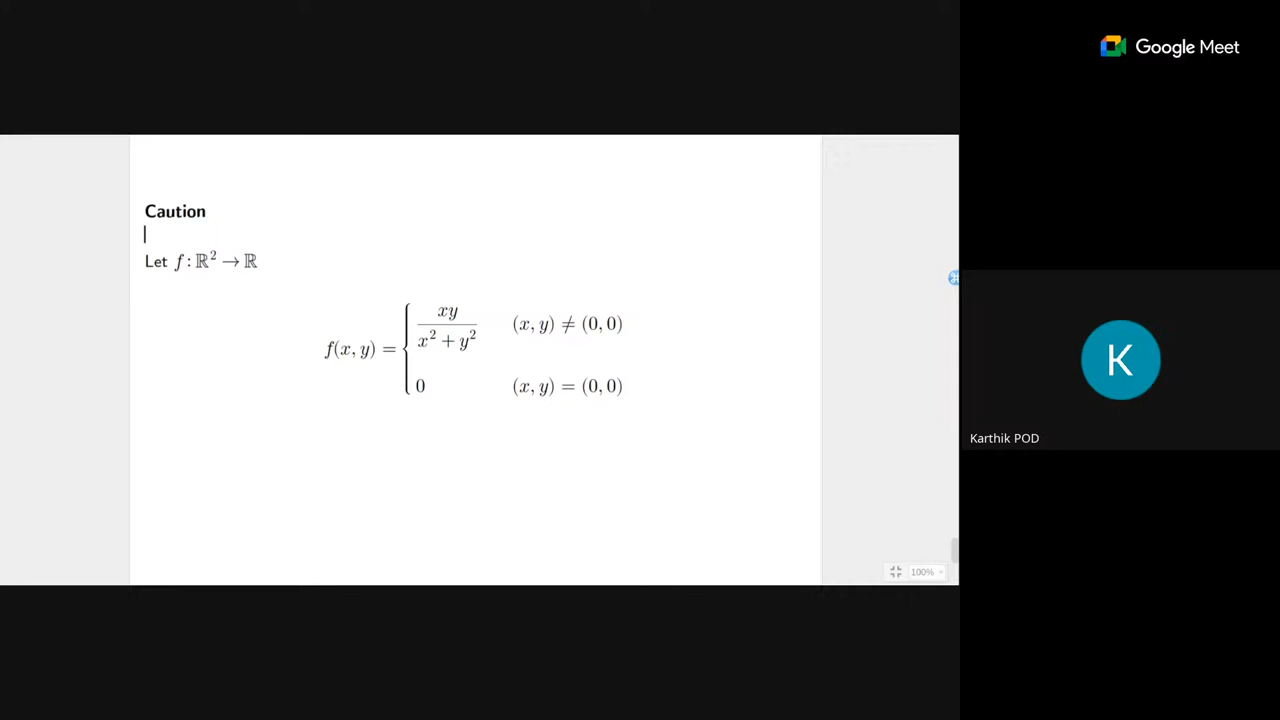 Google Meet
Caution
Let f : ℝ² → ℝ
f(x, y) = { xy / (x² + y²)   (x, y) ≠ (0, 0)
0   (x, y) = (0, 0)
K
Karthik POD
100%